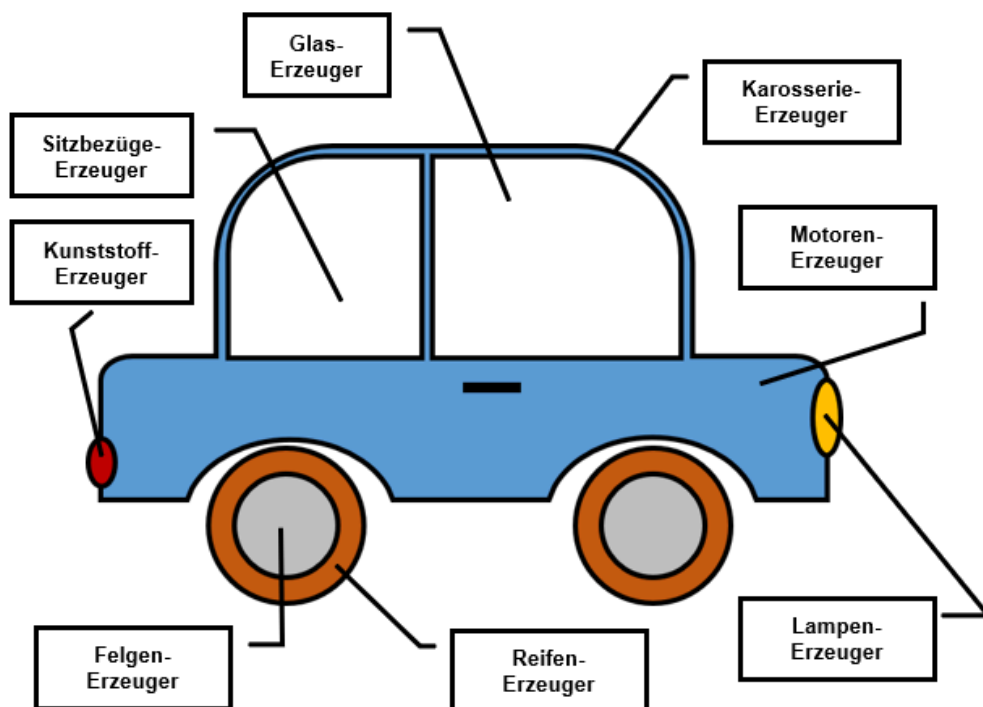 Glas-
Erzeuger
Karosserie-
Erzeuger
Sitzbezüge-
Erzeuger
Kunststoff-
Erzeuger
Motoren-
Erzeuger
Felgen-
Erzeuger
Reifen-
Erzeuger
Lampen-
Erzeuger